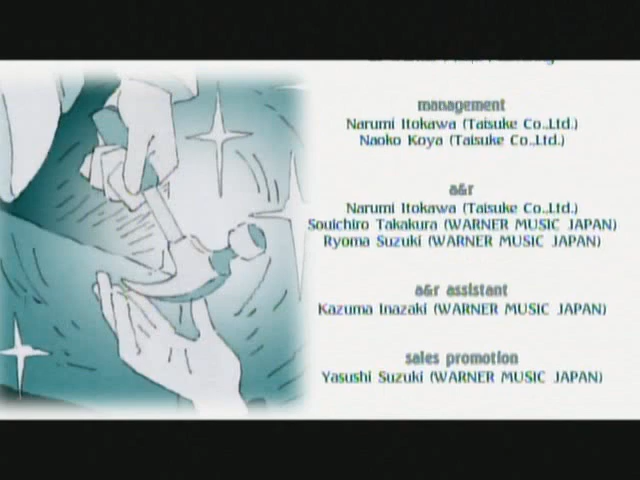 management
Narumi Itokawa (Taisuke Co.,Ltd.)
Naoko Koya (Taisuke Co.,Ltd.)
a&r
Narumi Itokawa (Taisuke Co.,Ltd.)
Souichiro Takakura (WARNER MUSIC JAPAN)
Ryoma Suzuki (WARNER MUSIC JAPAN)
a&r assistant
Kazuma Inazaki (WARNER MUSIC JAPAN)
sales promotion
Yasushi Suzuki (WARNER MUSIC JAPAN)